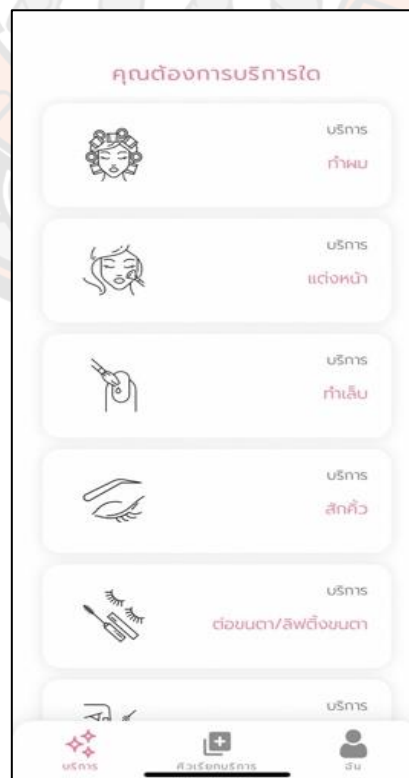 คุณต้องการบริการใด
บริการ
ทำผม
บริการ
แต่งหน้า
บริการ
ทำเล็บ
บริการ
สักคิ้ว
บริการ
ต่อขนตา/ลิฟติ้งขนตา
บริการ
บริการ
คิวเรียกบริการ
ฉัน